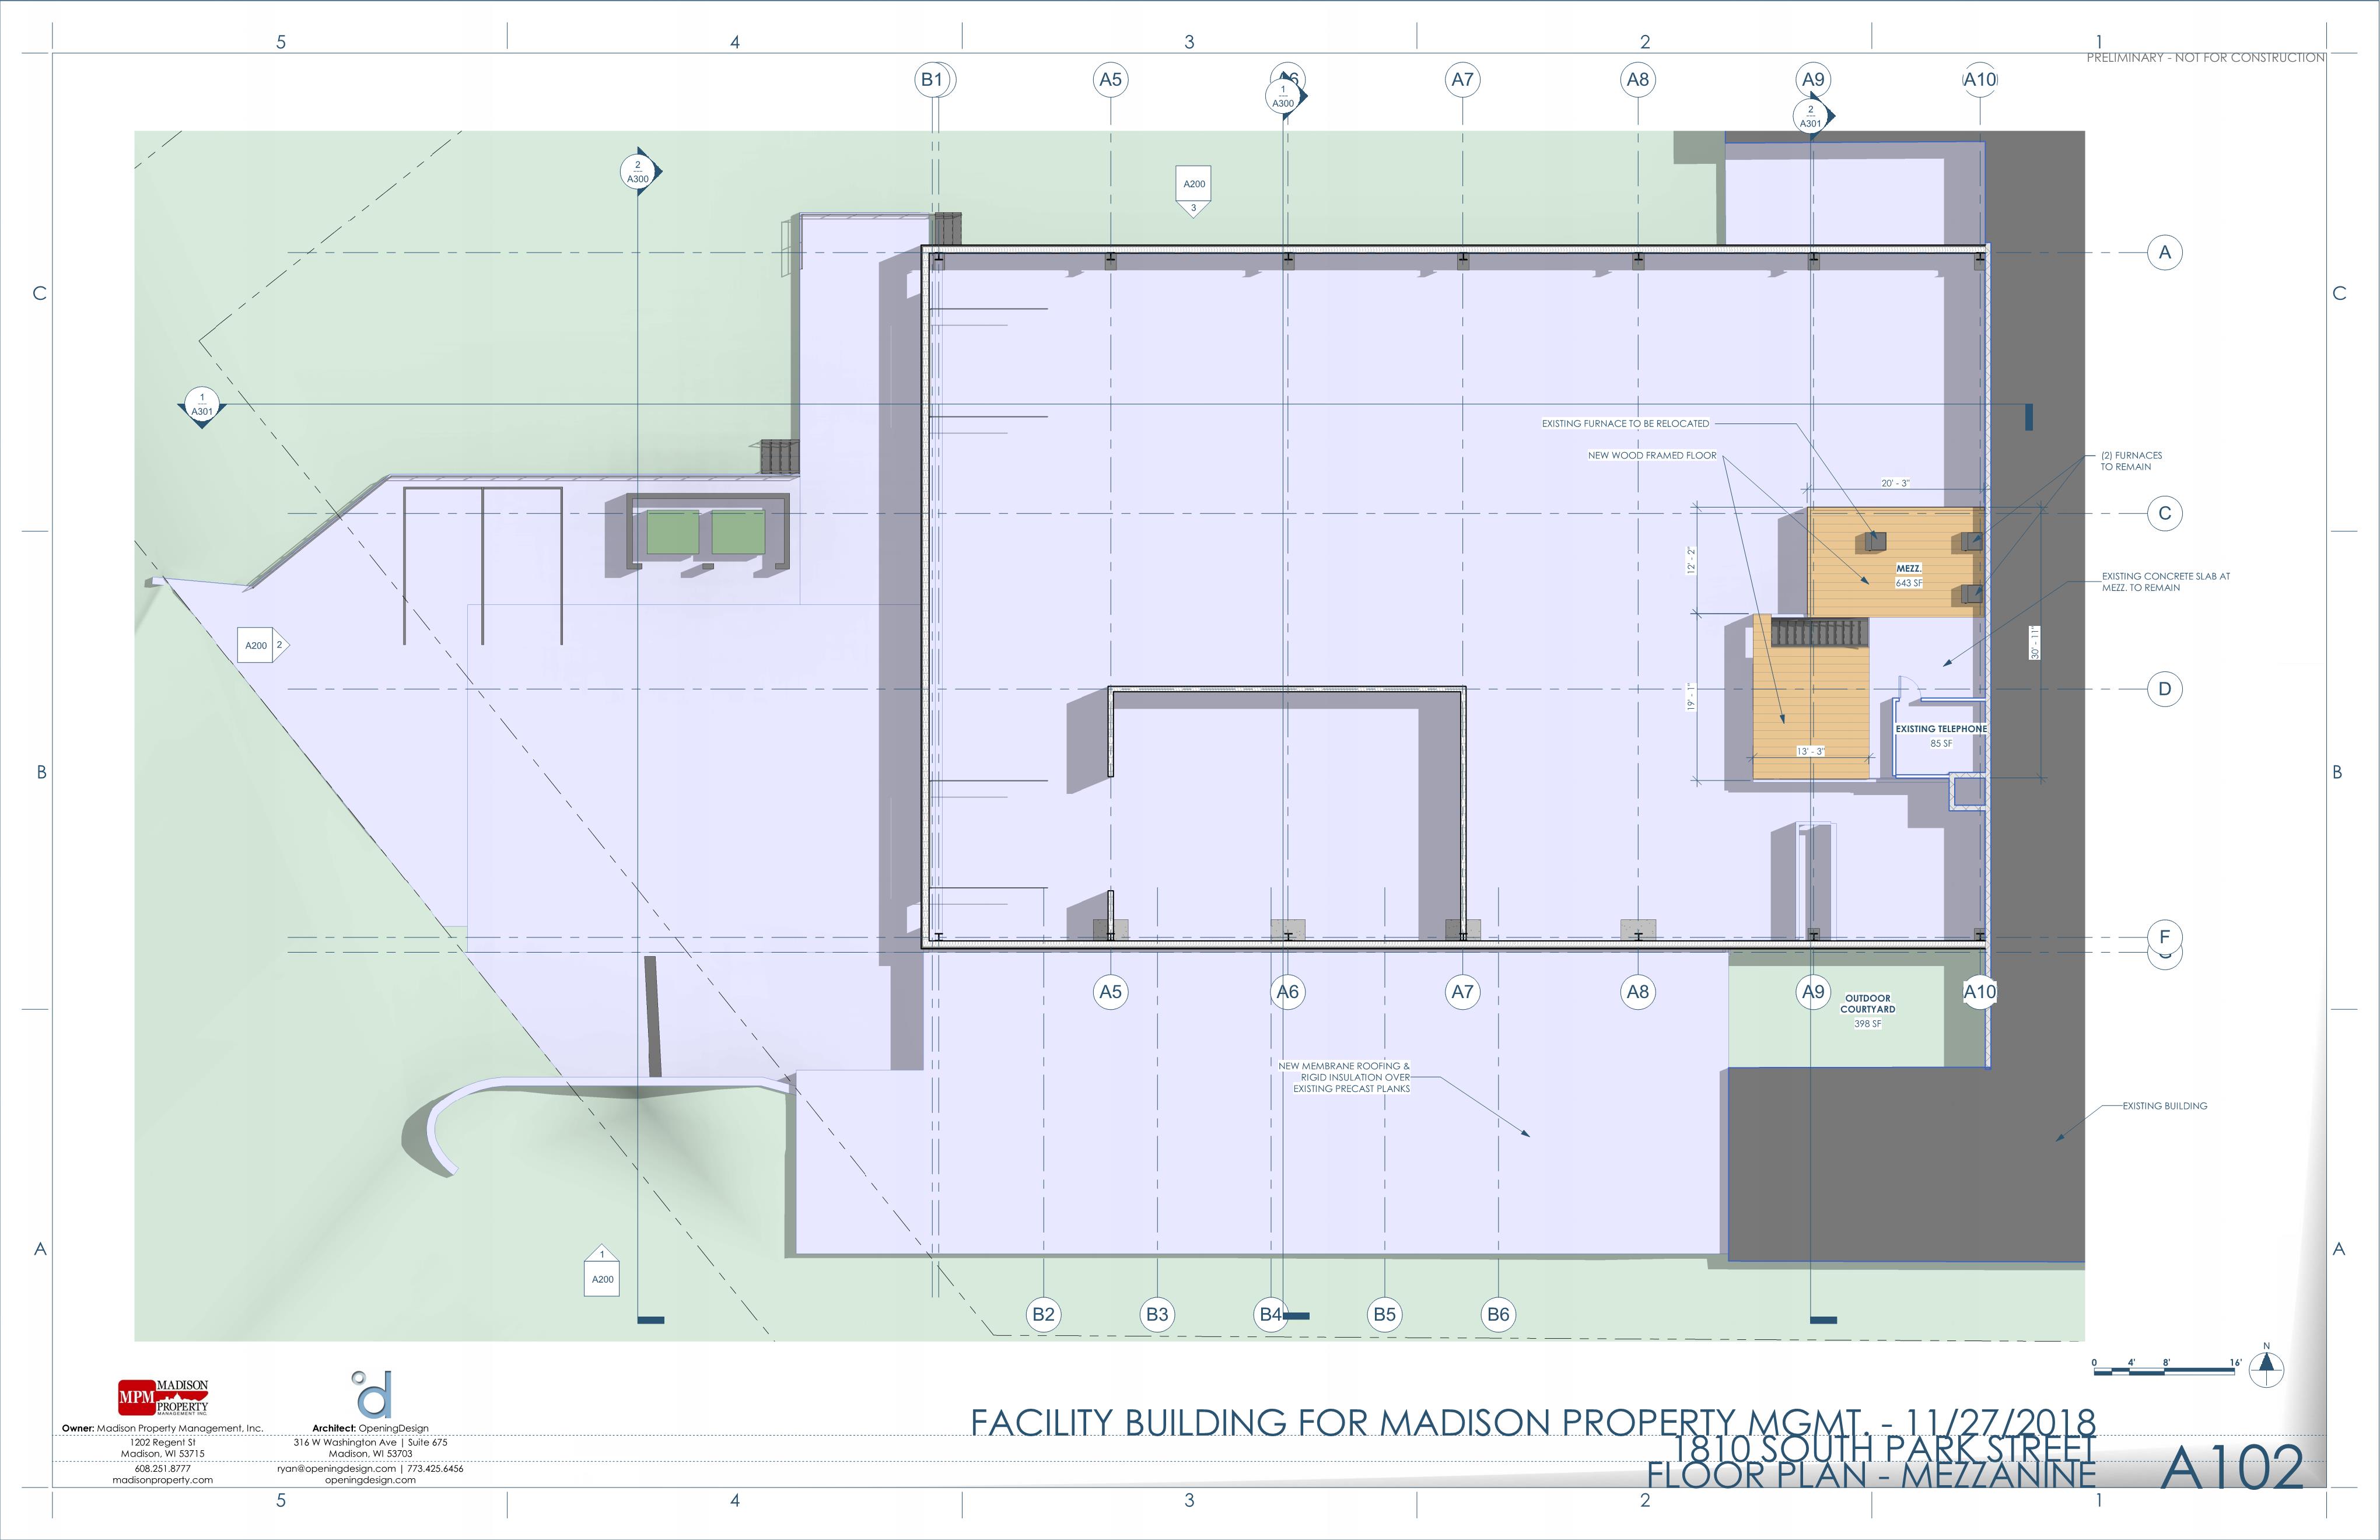 5 4 3 2 1
PRELIMINARY - NOT FOR CONSTRUCTION
B1 A5 A6 A7 A8 A9 A10
1
A300
2
A301
2
A300
A200
3
A
C
C
1
A301
EXISTING FURNACE TO BE RELOCATED
NEW WOOD FRAMED FLOOR
(2) FURNACES
TO REMAIN
20' - 3"
C
12' - 2"
MEZZ.
643 SF
EXISTING CONCRETE SLAB AT
MEZZ. TO REMAIN
A200 2
30' - 11"
19' - 1"
D
EXISTING TELEPHONE
85 SF
13' - 3"
B
B
F
A5 A6 A7 A8 A9 A10
OUTDOOR
COURTYARD
398 SF
NEW MEMBRANE ROOFING &
RIGID INSULATION OVER
EXISTING PRECAST PLANKS
EXISTING BUILDING
A
A
1
A200
B2 B3 B4 B5 B6
0 4' 8' 16'
N
MPM MADISON
PROPERTY
MANAGEMENT INC.
d
Owner: Madison Property Management, Inc.
1202 Regent St
Madison, WI 53715
608.251.8777
madisonproperty.com
Architect: OpeningDesign
316 W Washington Ave | Suite 675
Madison, WI 53703
ryan@openingdesign.com | 773.425.6456
openingdesign.com
FACILITY BUILDING FOR MADISON PROPERTY MGMT. - 11/27/2018
1810 SOUTH PARK STREET
FLOOR PLAN - MEZZANINE
A102
5 4 3 2 1